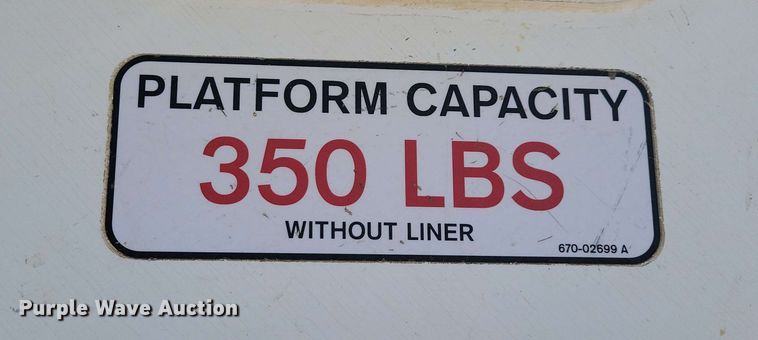 PLATFORM CAPACITY
350 LBS
WITHOUT LINER
670-02699 A
Purple Wave Auction